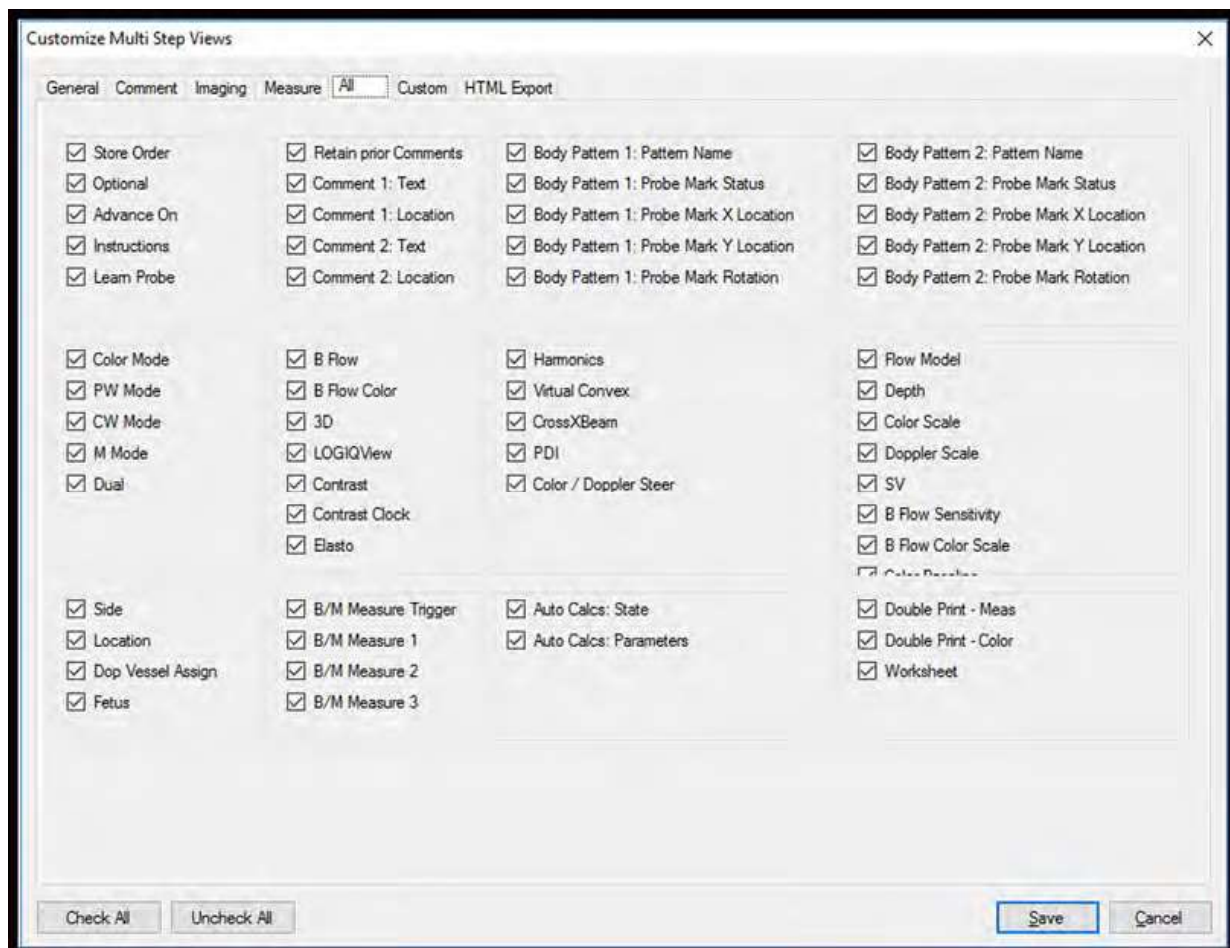 Customize Multi Step Views
General Comment Imaging Measure All Custom HTML Export
Store Order
Optional
Advance On
Instructions
Learn Probe
Retain prior Comments
Comment 1: Text
Comment 1: Location
Comment 2: Text
Comment 2: Location
Body Pattern 1: Pattern Name
Body Pattern 1: Probe Mark Status
Body Pattern 1: Probe Mark X Location
Body Pattern 1: Probe Mark Y Location
Body Pattern 1: Probe Mark Rotation
Body Pattern 2: Pattern Name
Body Pattern 2: Probe Mark Status
Body Pattern 2: Probe Mark X Location
Body Pattern 2: Probe Mark Y Location
Body Pattern 2: Probe Mark Rotation
Color Mode
PW Mode
CW Mode
M Mode
Dual
B Flow
B Flow Color
3D
LOGIQView
Contrast
Contrast Clock
Elasto
Harmonics
Virtual Convex
CrossXBeam
PDI
Color / Doppler Steer
Flow Model
Depth
Color Scale
Doppler Scale
SV
B Flow Sensitivity
B Flow Color Scale
Side
Location
Dop Vessel Assign
Fetus
B/M Measure Trigger
B/M Measure 1
B/M Measure 2
B/M Measure 3
Auto Calcs: State
Auto Calcs: Parameters
Double Print - Meas
Double Print - Color
Worksheet
Check All Uncheck All Save Cancel